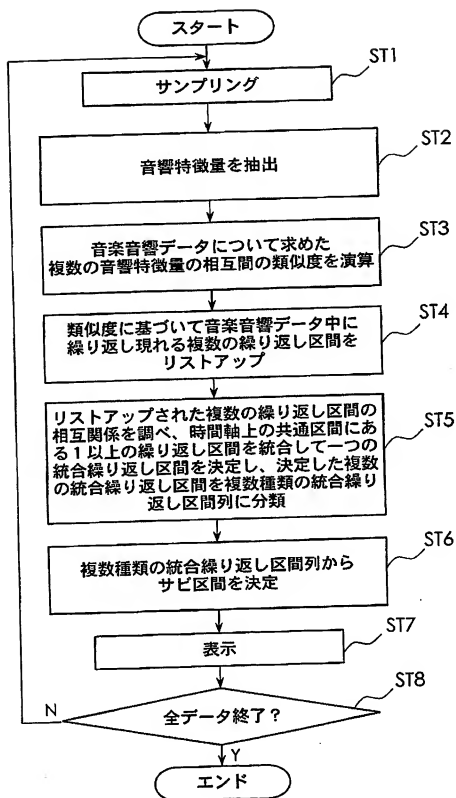 スタート
ST1
サンプリング
ST2
音響特徴量を抽出
ST3
音楽音響データについて求めた
複数の音響特徴量の相互間の類似度を演算
ST4
類似度に基づいて音楽音響データ中に
繰り返し現れる複数の繰り返し区間を
リストアップ
ST5
リストアップされた複数の繰り返し区間の
相互関係を調べ、時間軸上の共通区間にあ
る1以上の繰り返し区間を統合して一つの
統合繰り返し区間を決定し、決定した複数
の統合繰り返し区間を複数種類の統合繰り
返し区間列に分類
ST6
複数種類の統合繰り返し区間列から
サビ区間を決定
ST7
表示
ST8
N
全データ終了？
Y
エンド